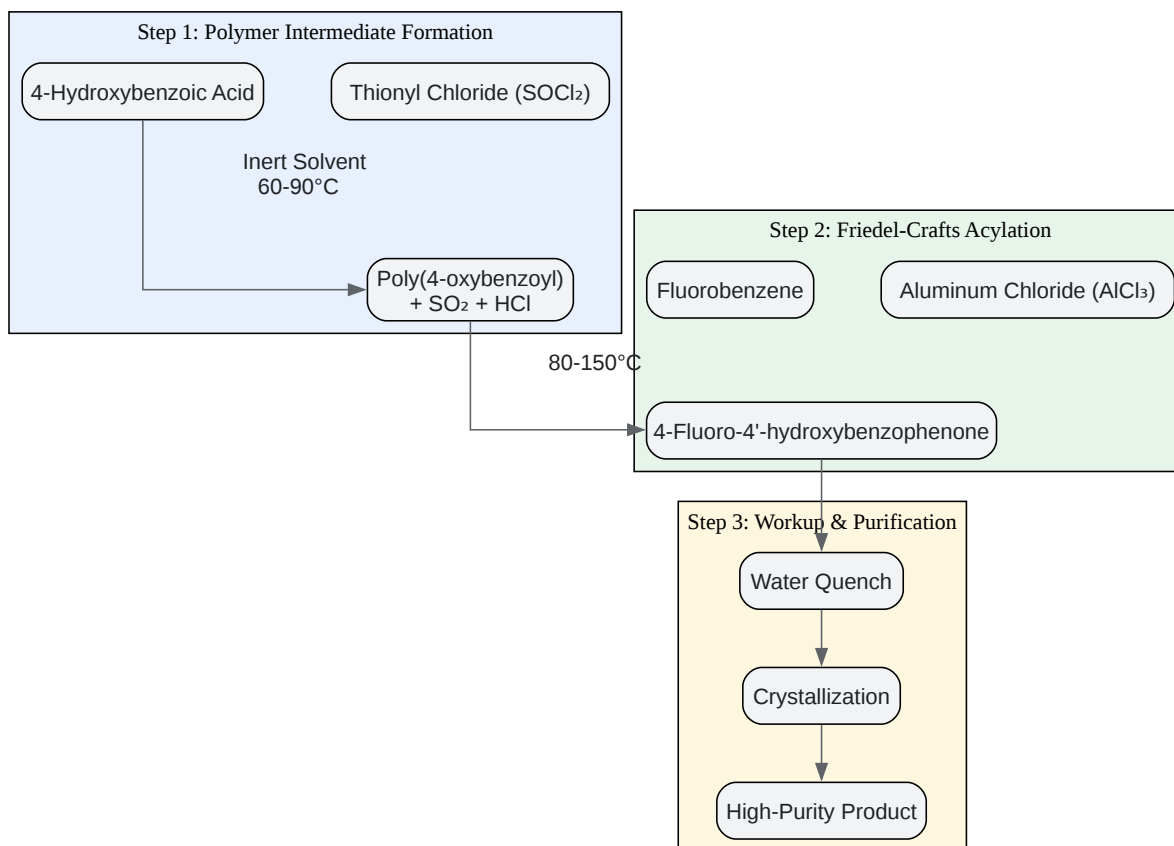 Step 1: Polymer Intermediate Formation
4-Hydroxybenzoic Acid
Thionyl Chloride (SOCl₂)
Inert Solvent
60-90°C
Poly(4-oxybenzoyl)
+ SO₂ + HCl
Step 2: Friedel-Crafts Acylation
Fluorobenzene
Aluminum Chloride (AlCl₃)
80-150°C
4-Fluoro-4'-hydroxybenzophenone
Step 3: Workup & Purification
Water Quench
Crystallization
High-Purity Product